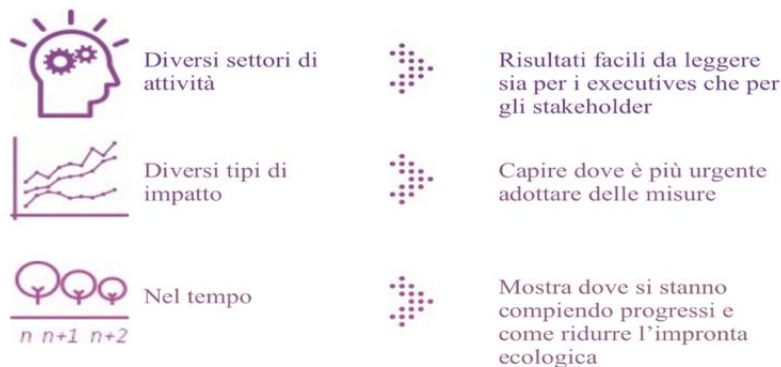 Diversi settori di
attività
Risultati facili da leggere
sia per i executives che per
gli stakeholder
Diversi tipi di
impatto
Capire dove è più urgente
adottare delle misure
Nel tempo
n n+1 n+2
Mostra dove si stanno
compiendo progressi e
come ridurre l'impronta
ecologica